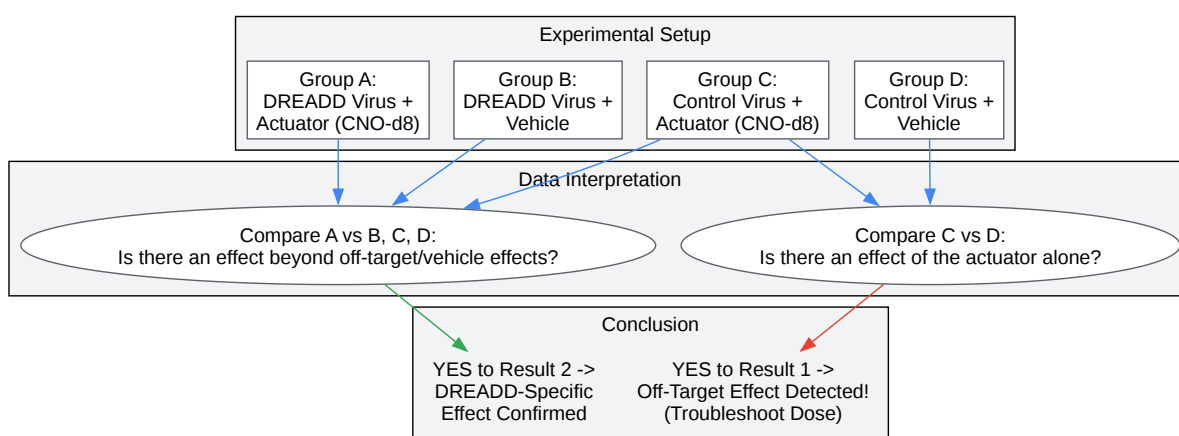 Experimental Setup
Group A:
DREADD Virus +
Actuator (CNO-d8)
Group B:
DREADD Virus +
Vehicle
Group C:
Control Virus +
Actuator (CNO-d8)
Group D:
Control Virus +
Vehicle
Data Interpretation
Compare A vs B, C, D:
Is there an effect beyond off-target/vehicle effects?
Compare C vs D:
Is there an effect of the actuator alone?
Conclusion
YES to Result 2 ->
DREADD-Specific
Effect Confirmed
YES to Result 1 ->
Off-Target Effect Detected!
(Troubleshoot Dose)